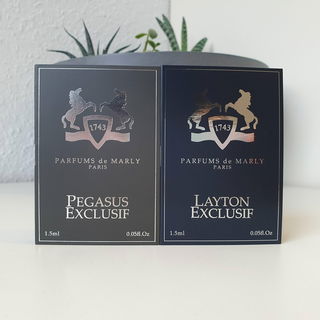 1743
PARFUMS de MARLY
PARIS
PEGASUS
EXCLUSIF
1.5ml 0.05fl.Oz
1743
PARFUMS de MARLY
PARIS
LAYTON
EXCLUSIF
1.5ml 0.05fl.Oz